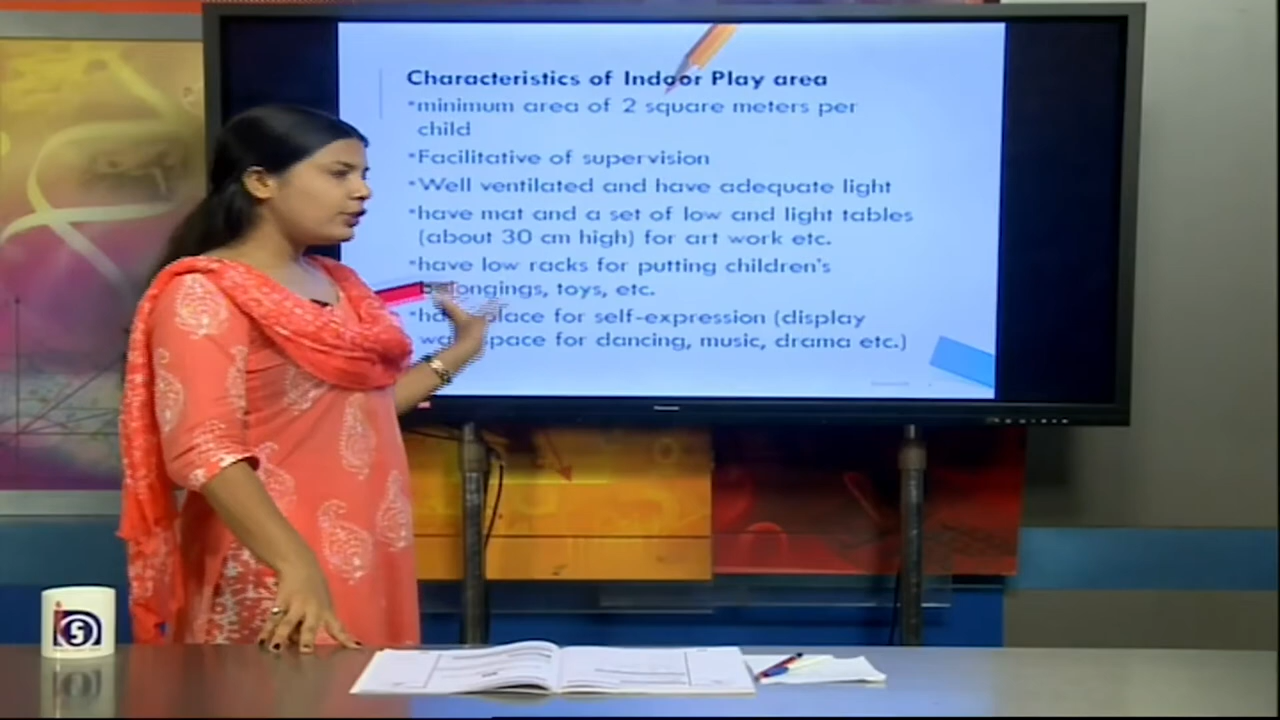 Characteristics of Indoor Play area
•minimum area of 2 square meters per
child
•Facilitative of supervision
•Well ventilated and have adequate light
•have mat and a set of low and light tables
(about 30 cm high) for art work etc.
•have low racks for putting children's
belongings, toys, etc.
•have place for self-expression (display
space for dancing, music, drama etc.)
5